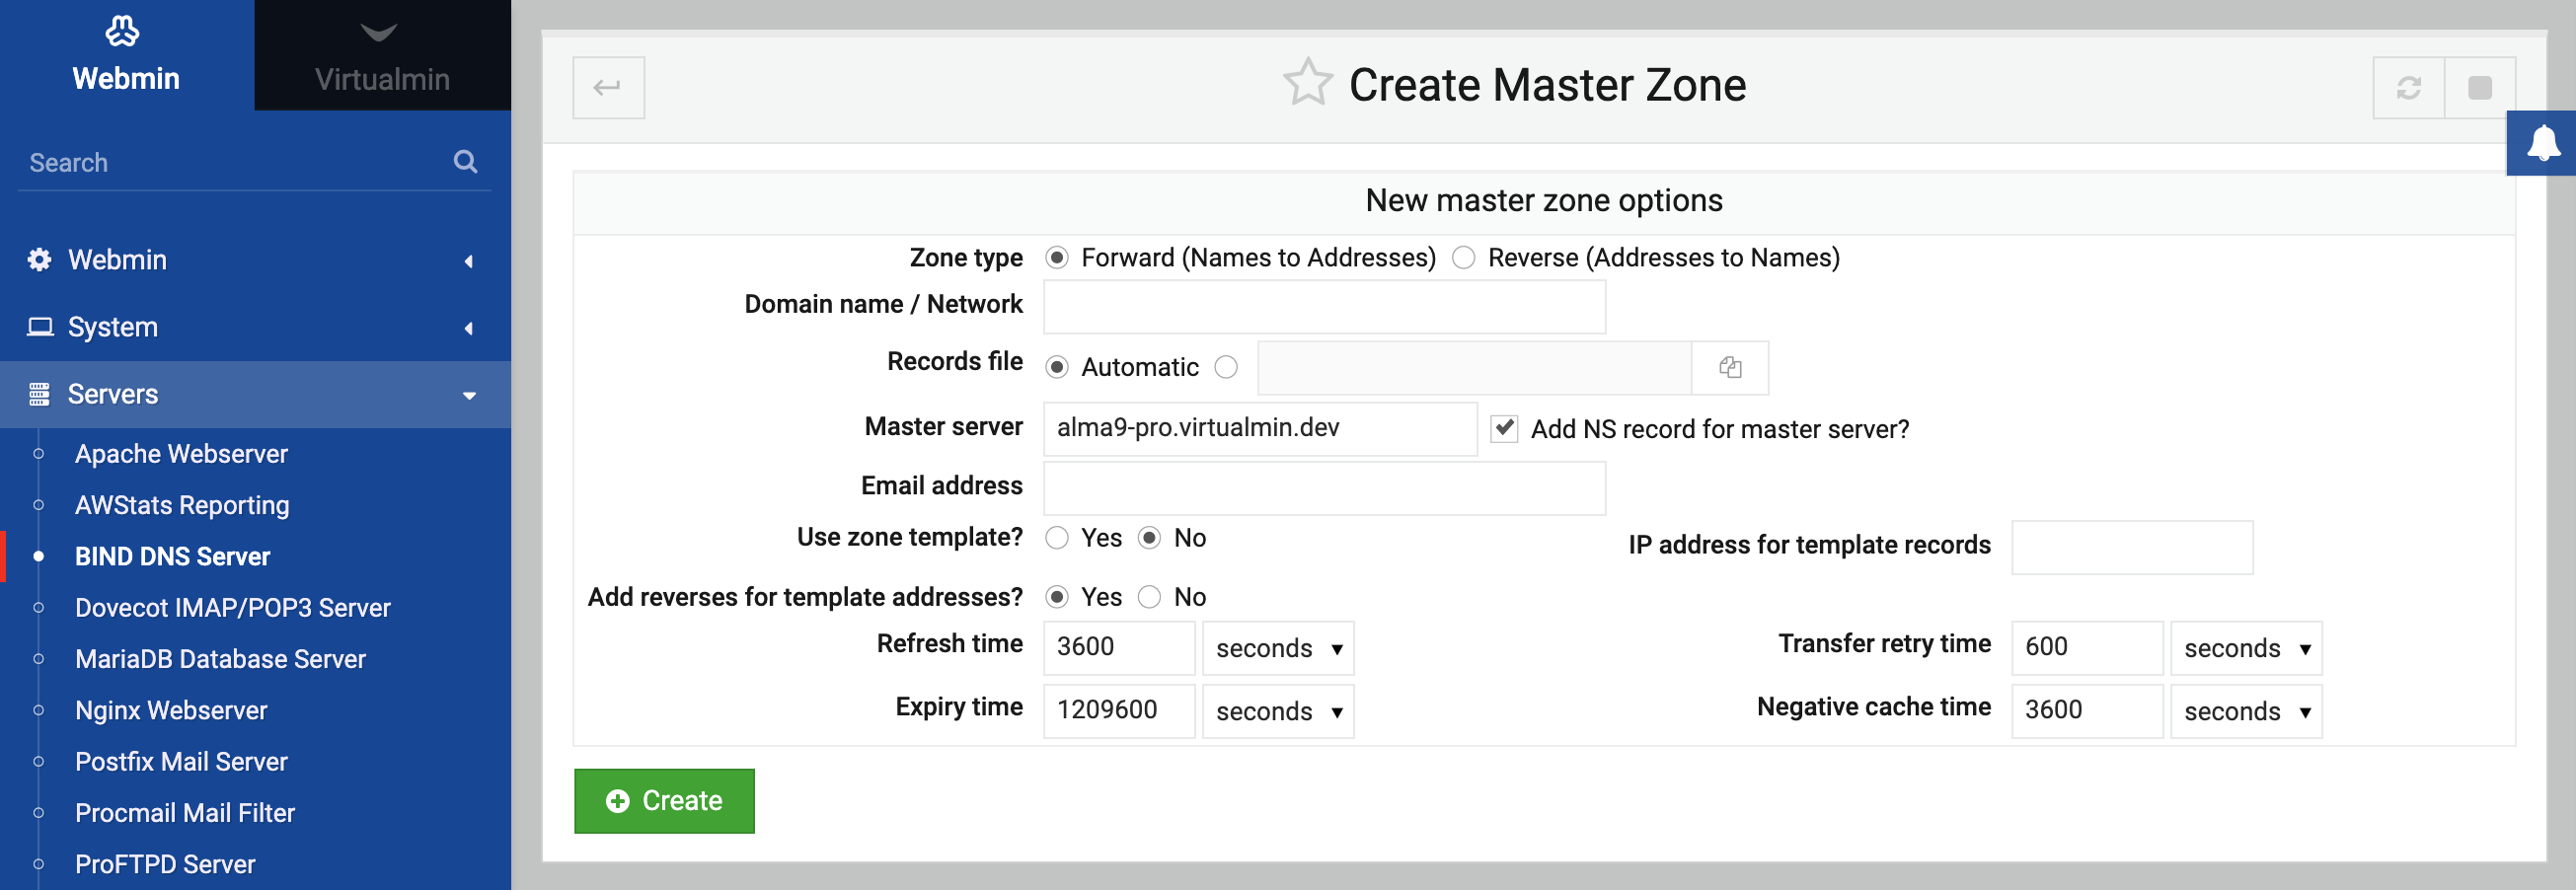 Webmin
Virtualmin
Search
Webmin
System
Servers
Apache Webserver
AWStats Reporting
BIND DNS Server
Dovecot IMAP/POP3 Server
MariaDB Database Server
Nginx Webserver
Postfix Mail Server
Procmail Mail Filter
ProFTPD Server
Create Master Zone
New master zone options
Zone type Forward (Names to Addresses) Reverse (Addresses to Names)
Domain name / Network
Records file Automatic
Master server alma9-pro.virtualmin.dev Add NS record for master server?
Email address
Use zone template? Yes No IP address for template records
Add reverses for template addresses? Yes No
Refresh time 3600 seconds Transfer retry time 600 seconds
Expiry time 1209600 seconds Negative cache time 3600 seconds
Create